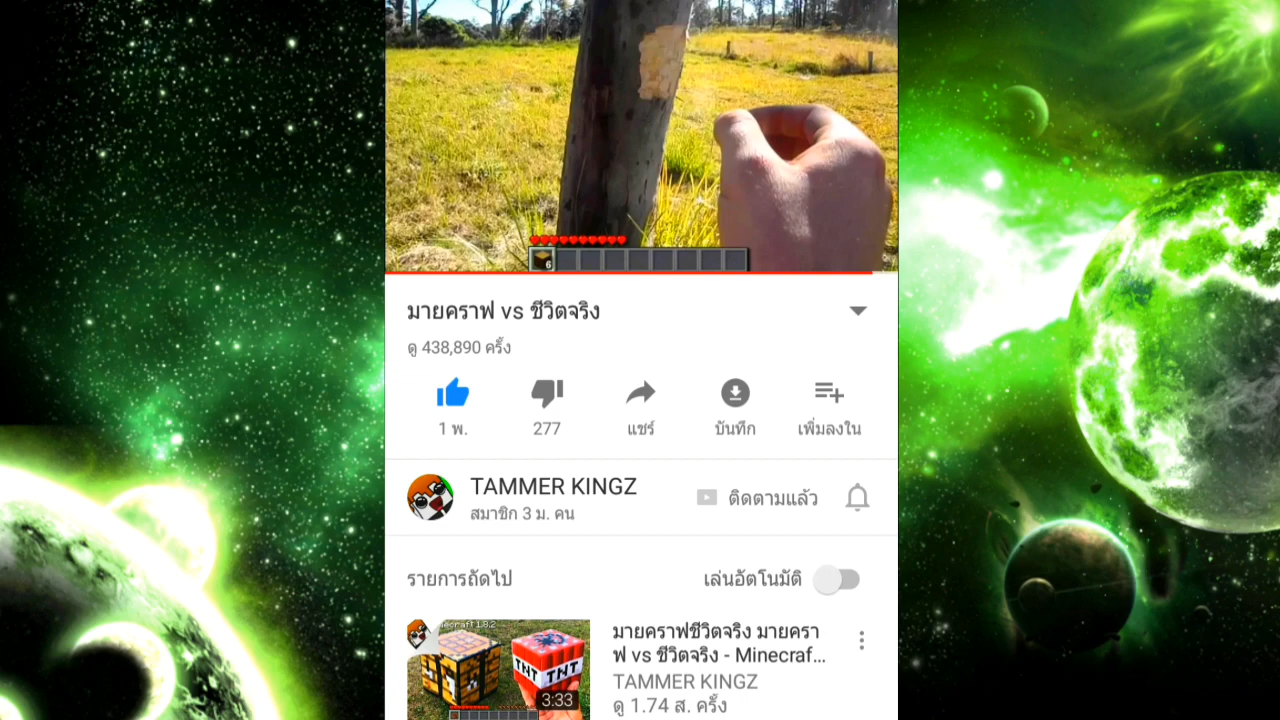 6
มายคราฟ vs ชีวิตจริง
ดู 438,890 ครั้ง
1 พ.
277
แชร์
บันทึก
เพิ่มลงใน
TAMMER KINGZ
สมาชิก 3 ม. คน
ติดตามแล้ว
รายการถัดไป
เล่นอัตโนมัติ
ecraft 1.8.2
TNT
TNT
3:33
มายคราฟชีวิตจริง มายครา
ฟ vs ชีวิตจริง - Minecraf...
TAMMER KINGZ
ดู 1.74 ส. ครั้ง